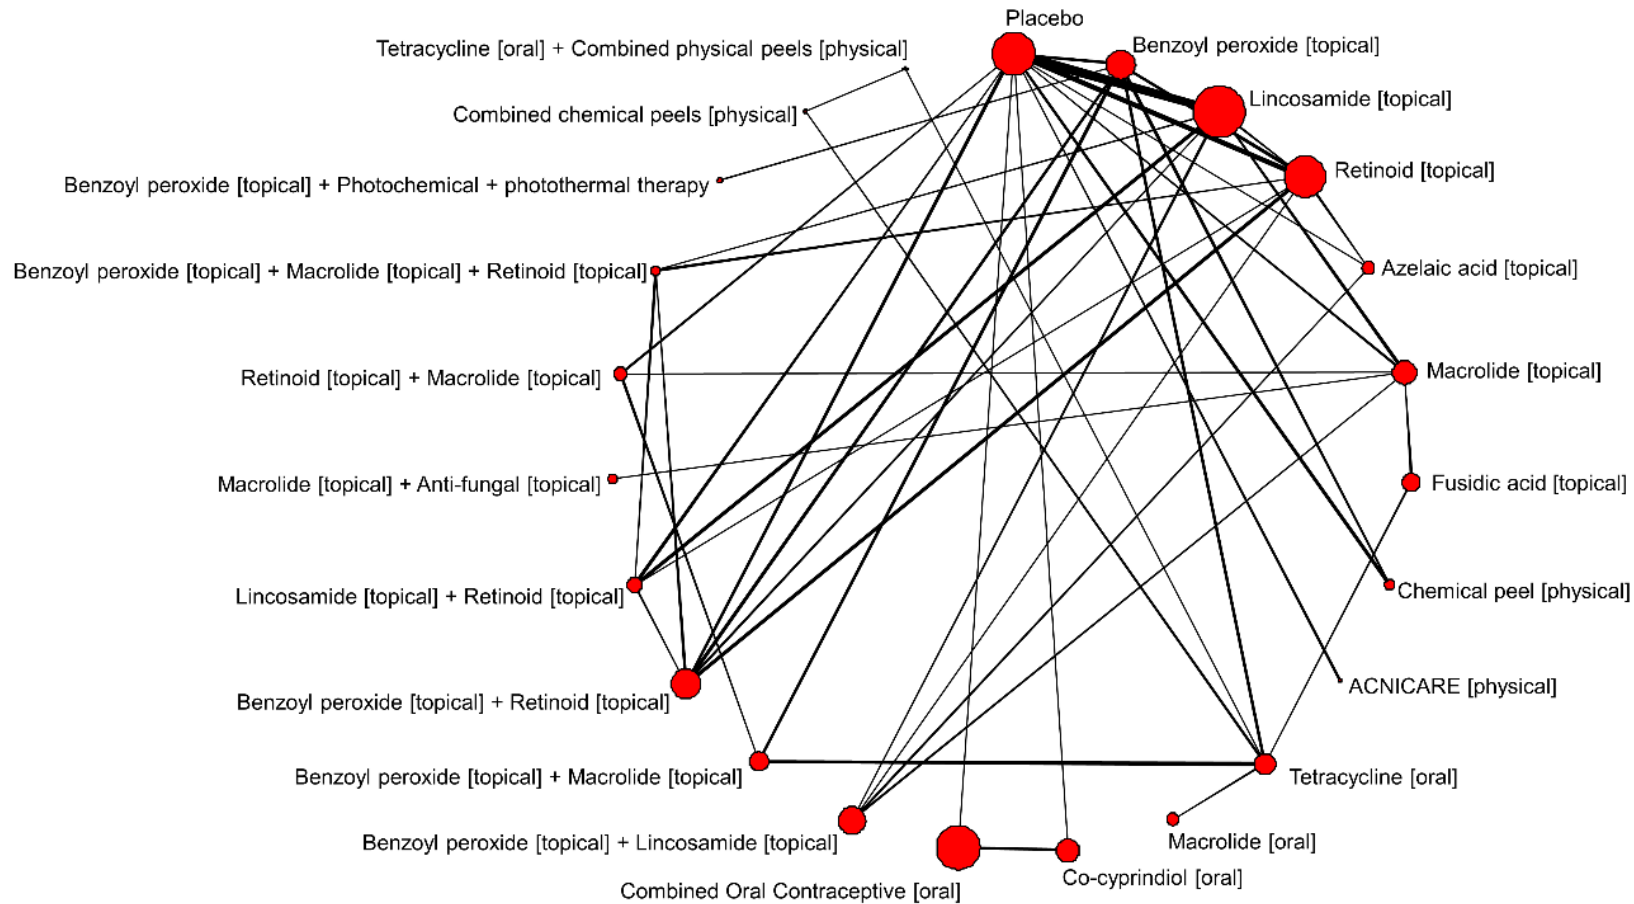 Placebo
Tetracycline [oral] + Combined physical peels [physical]
Benzoyl peroxide [topical]
Lincosamide [topical]
Combined chemical peels [physical]
Retinoid [topical]
Benzoyl peroxide [topical] + Photochemical + photothermal therapy
Benzoyl peroxide [topical] + Macrolide [topical] + Retinoid [topical]
Azelaic acid [topical]
Retinoid [topical] + Macrolide [topical]
Macrolide [topical]
Macrolide [topical] + Anti-fungal [topical]
Fusidic acid [topical]
Lincosamide [topical] + Retinoid [topical]
Chemical peel [physical]
Benzoyl peroxide [topical] + Retinoid [topical]
ACNICARE [physical]
Benzoyl peroxide [topical] + Macrolide [topical]
Tetracycline [oral]
Benzoyl peroxide [topical] + Lincosamide [topical]
Macrolide [oral]
Combined Oral Contraceptive [oral]
Co-cyprindiol [oral]